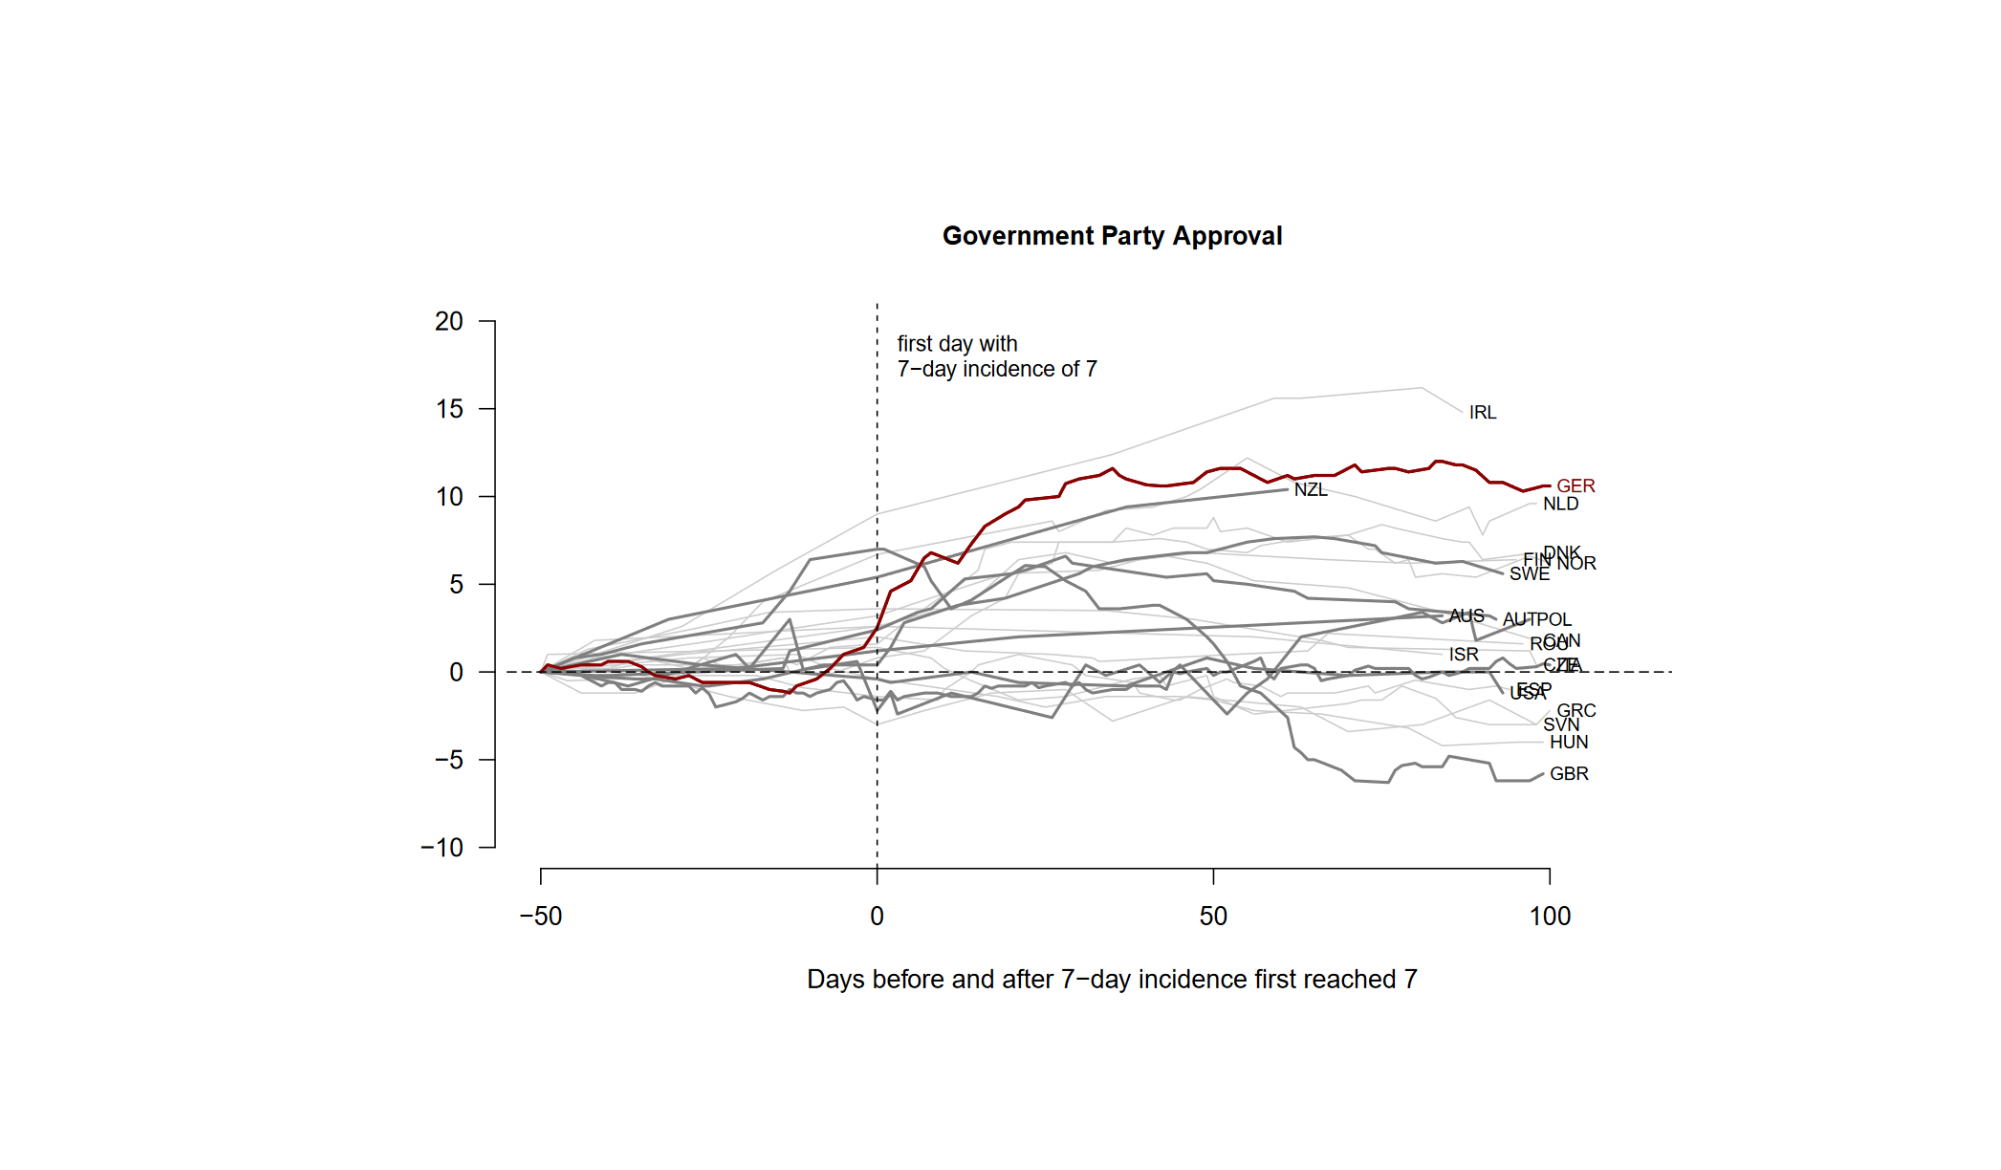 Government Party Approval
20
15
10
5
0
−5
−10
first day with
7−day incidence of 7
IRL
GER
NZL
NLD
DNK
FIN
NOR
SWE
AUS
AUT
POL
CAN
ISR
CZE
ITA
ESP
USA
GRC
SVN
HUN
GBR
−50
0
50
100
Days before and after 7−day incidence first reached 7